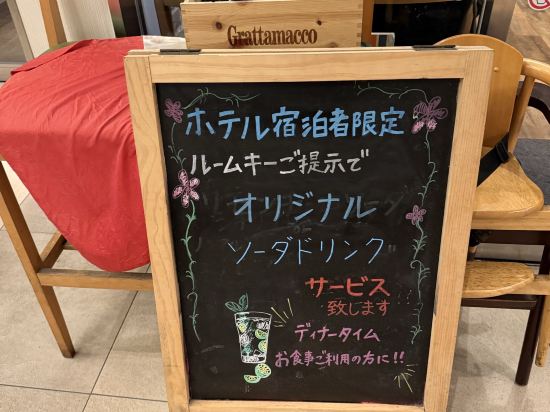 Grattamacco
ホテル宿泊者限定
ルームキーご提示で
オリジナル
ソーダドリンク
サービス
致します!!
ディナータイム
お食事ご利用の方に!!